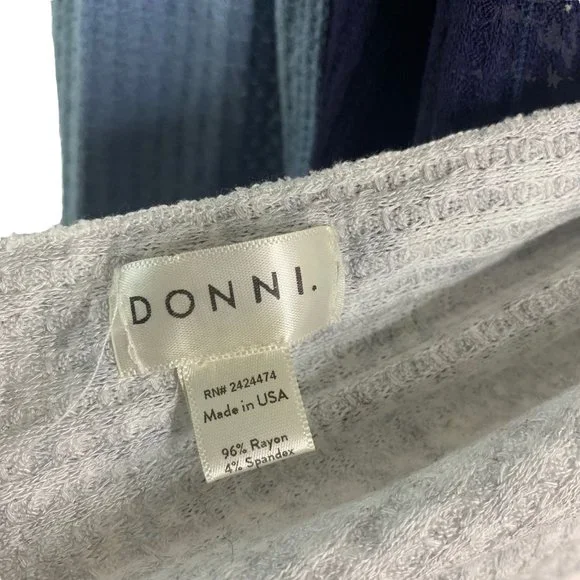 DONNI.
RN# 2424474
Made in USA
96% Rayon
4% Spandex